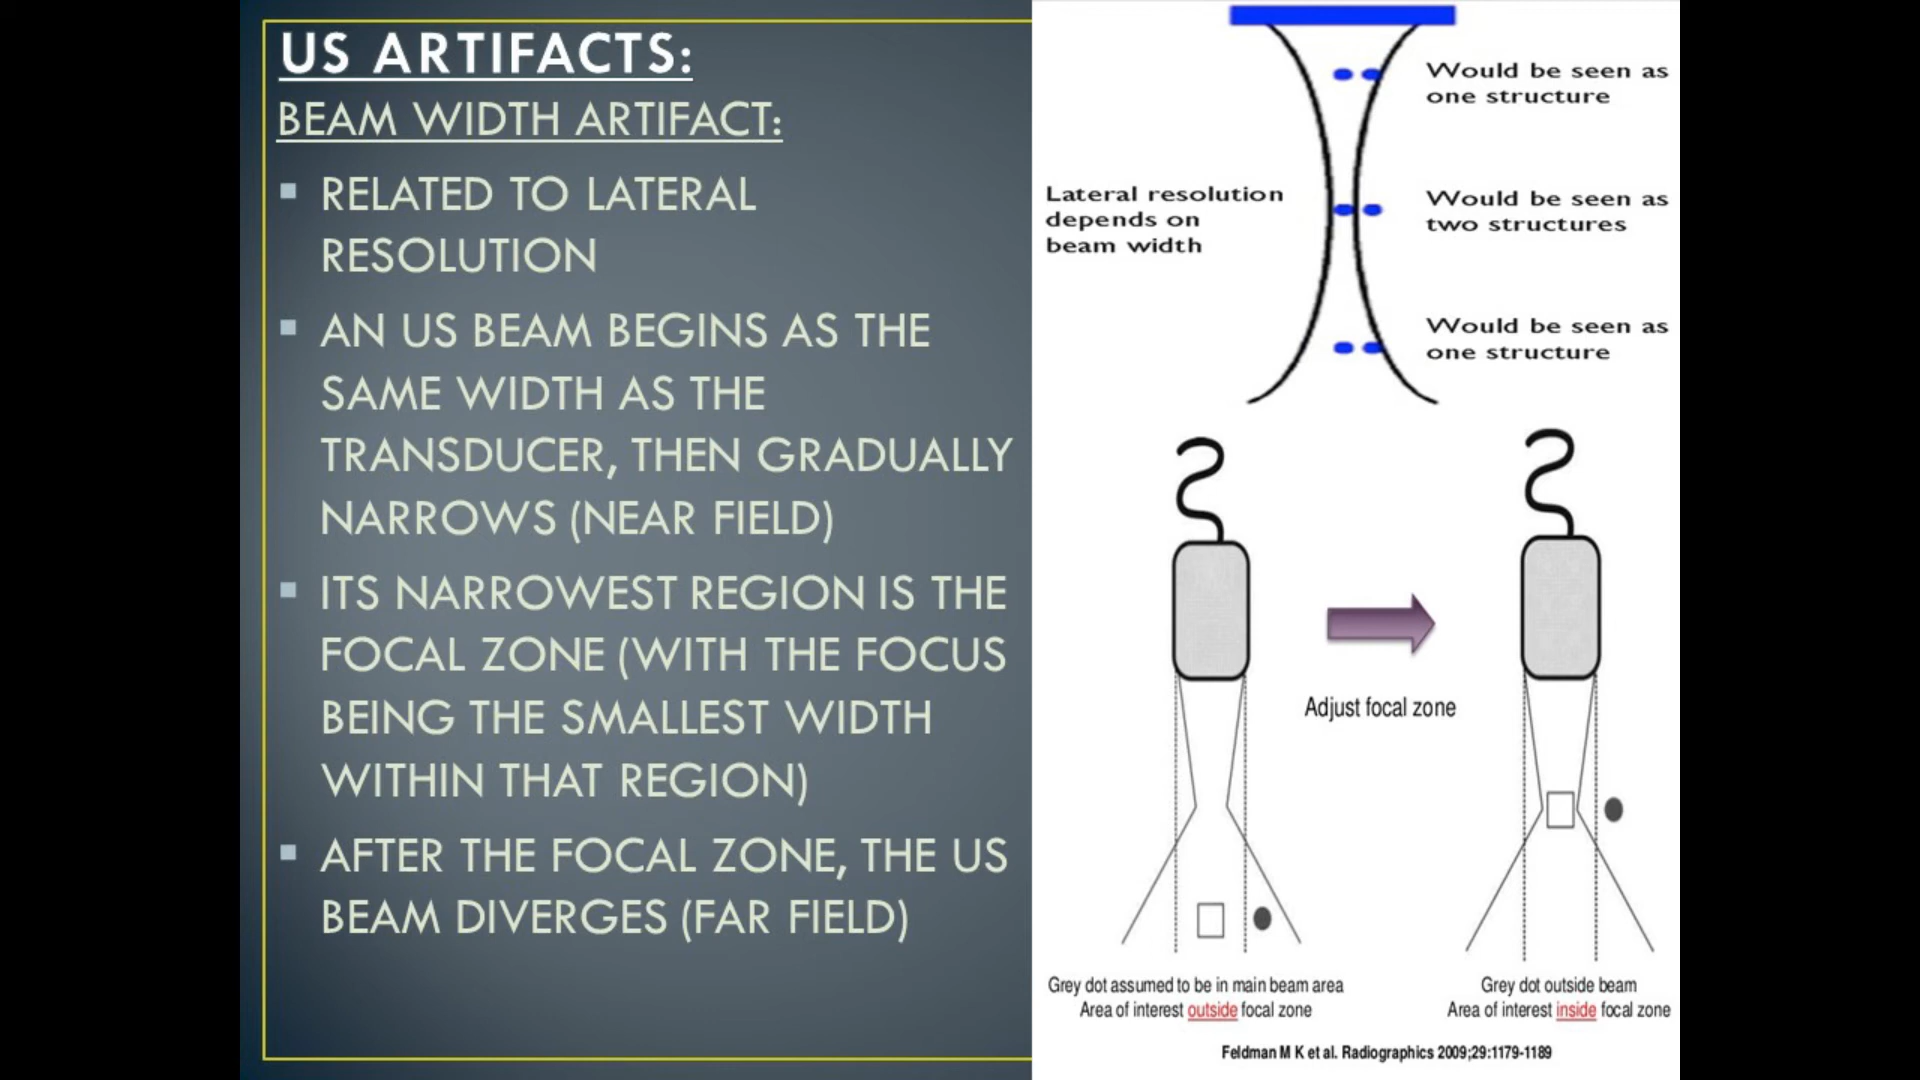 US ARTIFACTS:
BEAM WIDTH ARTIFACT:
RELATED TO LATERAL
RESOLUTION
AN US BEAM BEGINS AS THE
SAME WIDTH AS THE
TRANSDUCER, THEN GRADUALLY
NARROWS (NEAR FIELD)
ITS NARROWEST REGION IS THE
FOCAL ZONE (WITH THE FOCUS
BEING THE SMALLEST WIDTH
WITHIN THAT REGION)
AFTER THE FOCAL ZONE, THE US
BEAM DIVERGES (FAR FIELD)
Would be seen as
one structure
Lateral resolution
depends on
beam width
Would be seen as
two structures
Would be seen as
one structure
Adjust focal zone
Grey dot assumed to be in main beam area
Area of interest outside focal zone
Grey dot outside beam
Area of interest inside focal zone
Feldman M K et al. Radiographics 2009;29:1179-1189